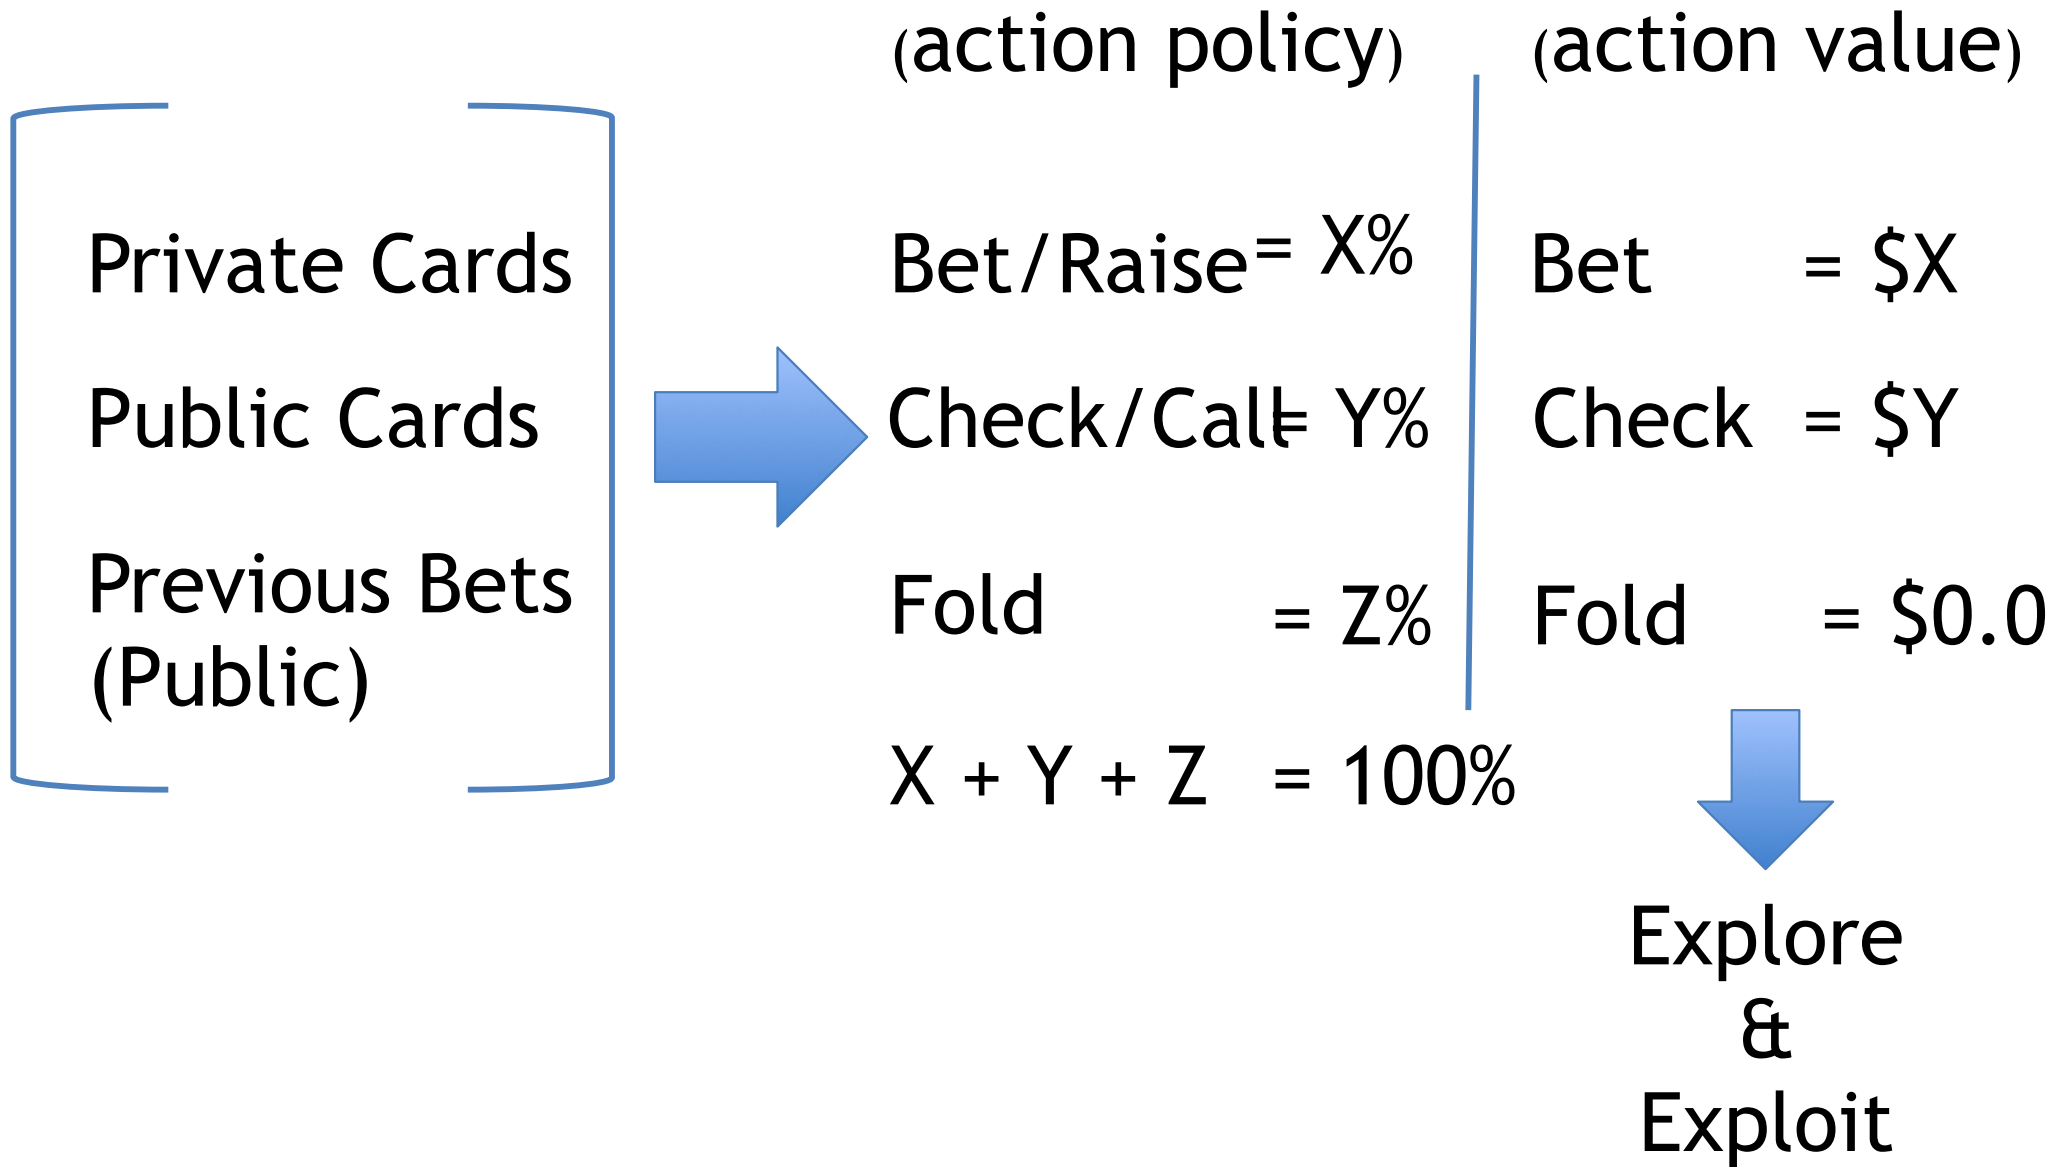 (action policy)
(action value)
Private Cards
Public Cards
Previous Bets
(Public)
Bet/Raise = X%
Check/Call = Y%
Fold = Z%
X + Y + Z = 100%
Bet = $X
Check = $Y
Fold = $0.0
Explore
&
Exploit